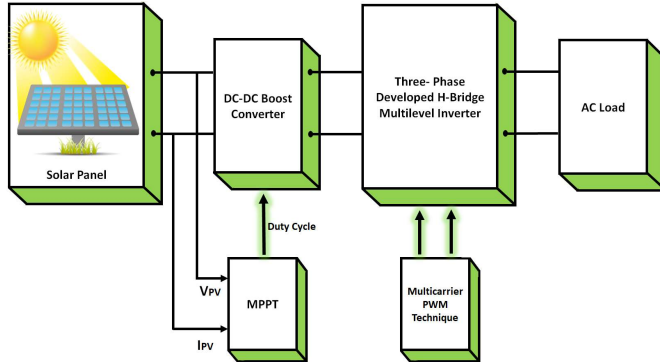 Solar Panel
DC-DC Boost
Converter
Three- Phase
Developed H-Bridge
Multilevel Inverter
AC Load
Duty Cycle
VPV
MPPT
IPV
Multicarrier
PWM
Technique